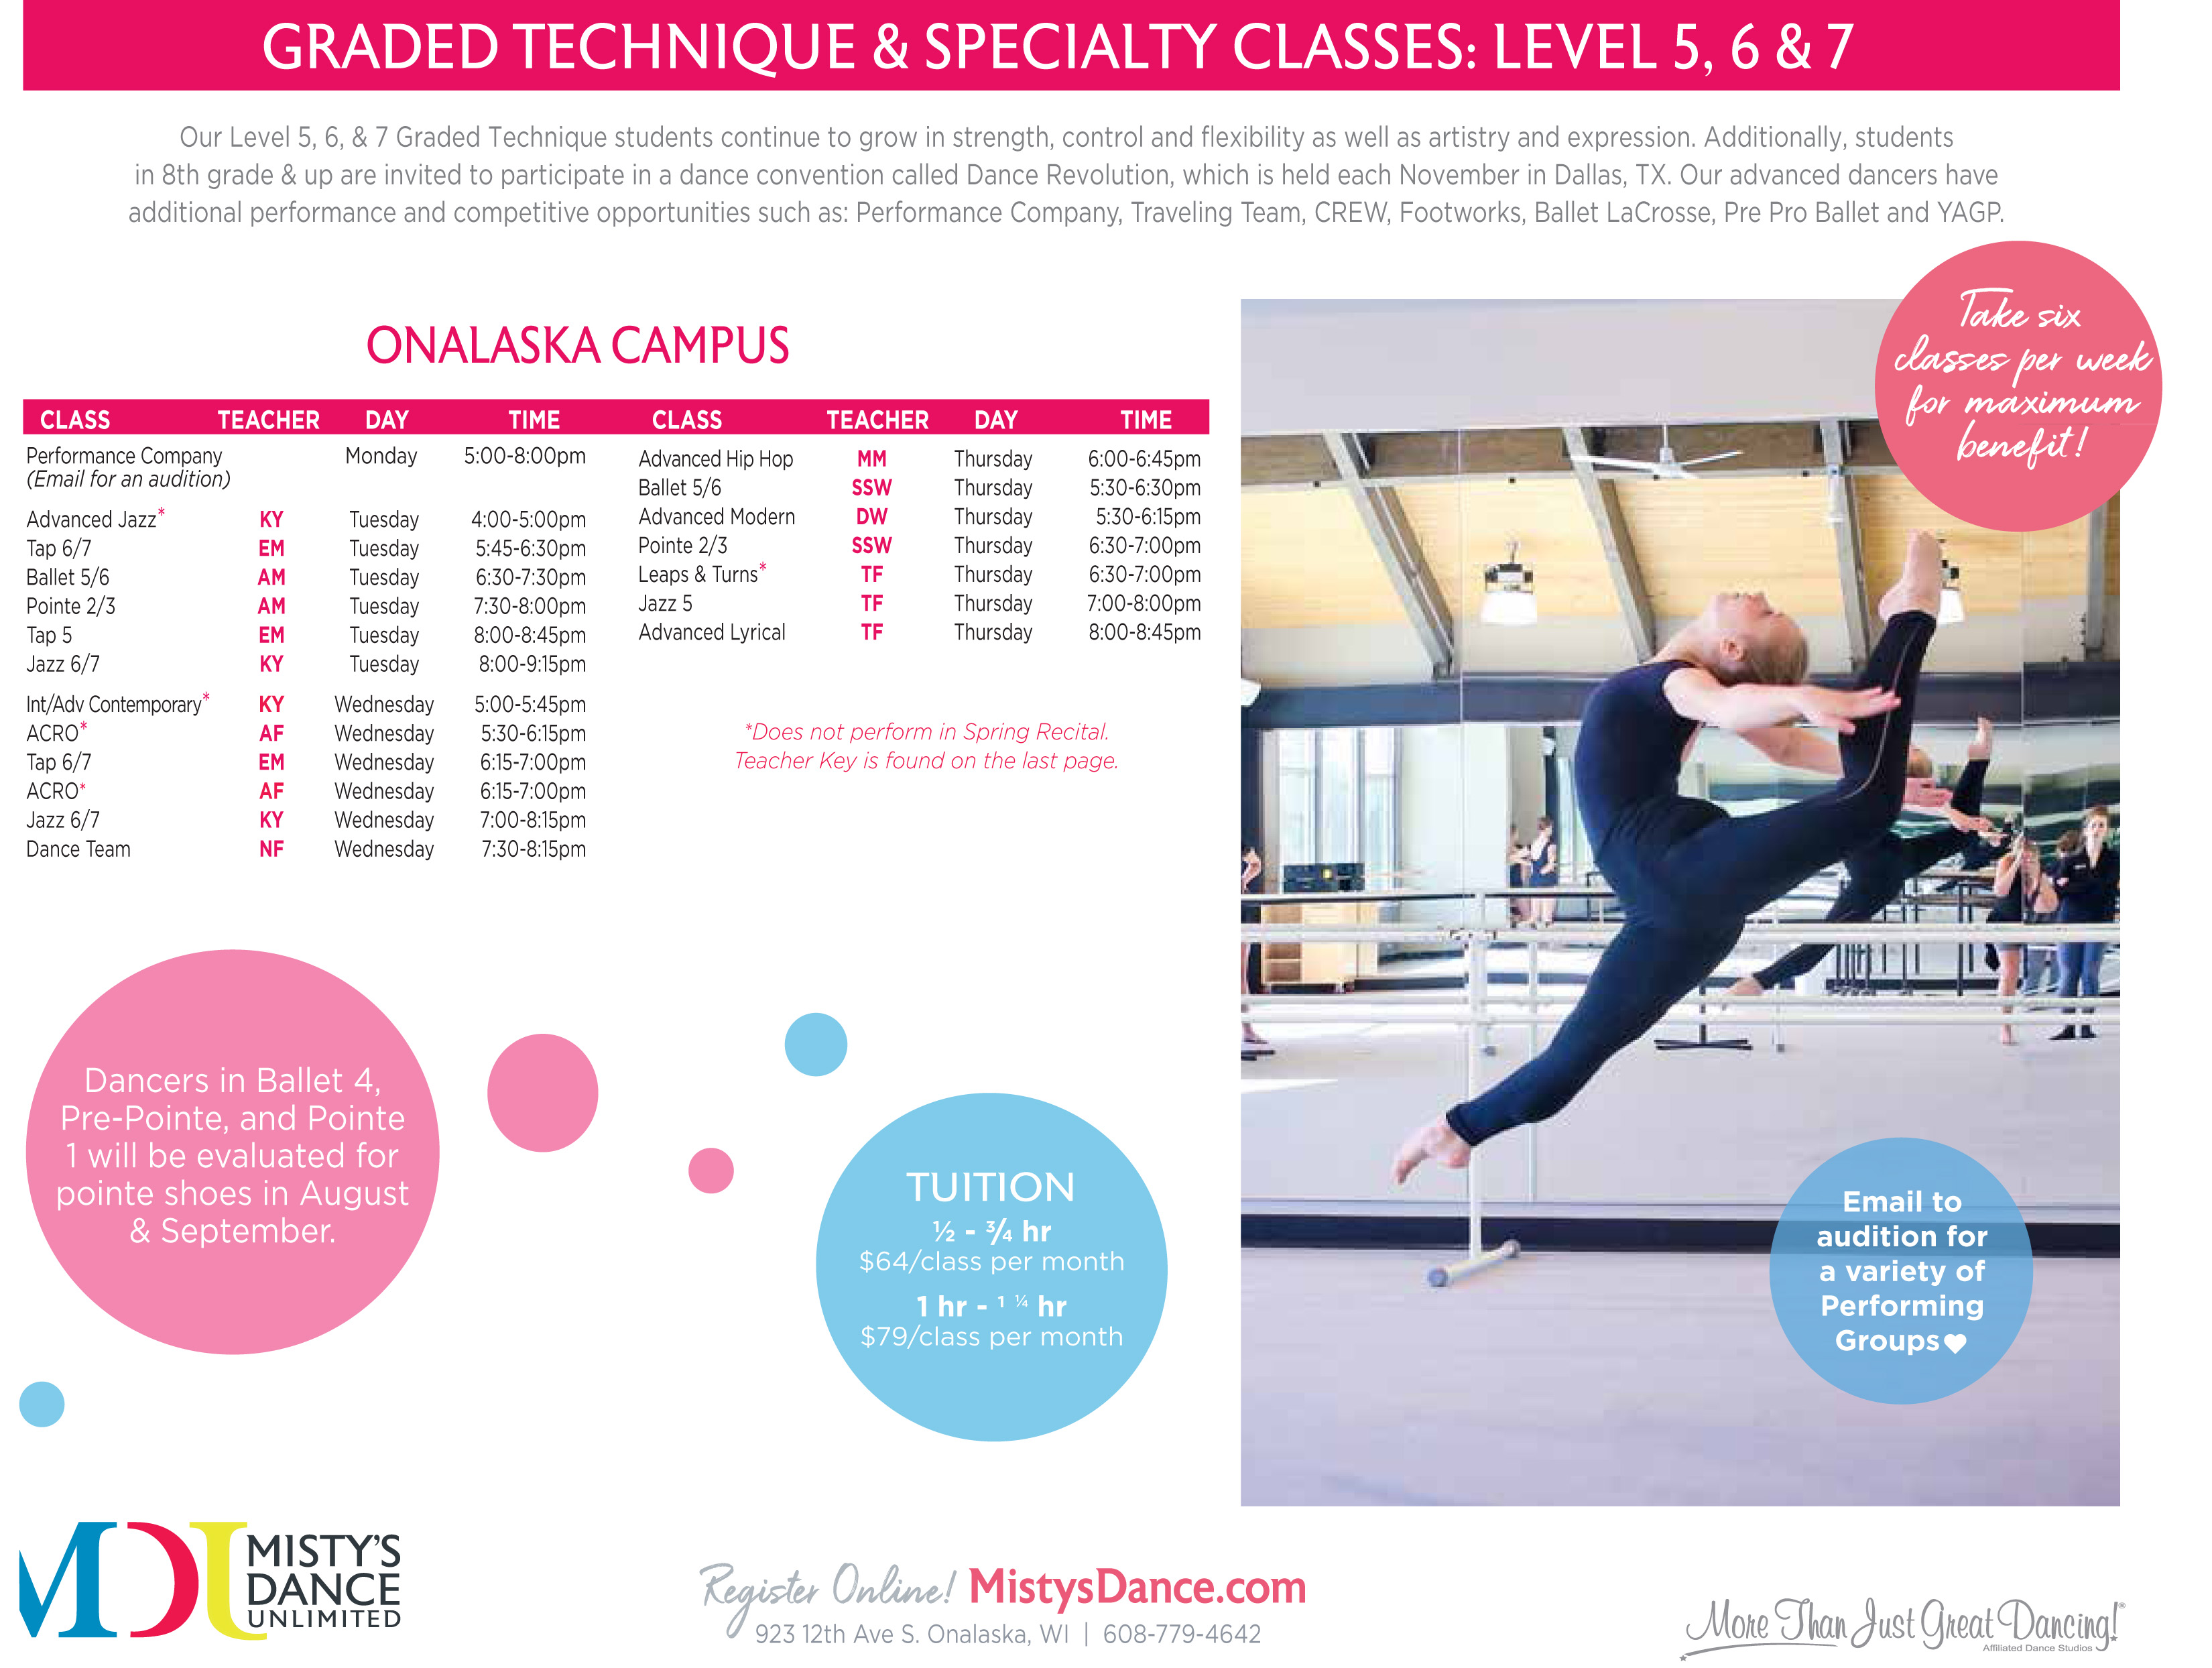 GRADED TECHNIQUE & SPECIALTY CLASSES: LEVEL 5, 6 & 7
Our Level 5, 6, & 7 Graded Technique students continue to grow in strength, control and flexibility as well as artistry and expression. Additionally, students
in 8th grade & up are invited to participate in a dance convention called Dance Revolution, which is held each November in Dallas, TX. Our advanced dancers have
additional performance and competitive opportunities such as: Performance Company, Traveling Team, CREW, Footworks, Ballet LaCrosse, Pre Pro Ballet and YAGP.
Take six
classes per week
for maximum
benefit!
ONALASKA CAMPUS
CLASS TEACHER DAY TIME
Performance Company Monday 5:00-8:00pm
(Email for an audition)
Advanced Jazz* KY Tuesday 4:00-5:00pm
Tap 6/7 EM Tuesday 5:45-6:30pm
Ballet 5/6 AM Tuesday 6:30-7:30pm
Pointe 2/3 AM Tuesday 7:30-8:00pm
Tap 5 EM Tuesday 8:00-8:45pm
Jazz 6/7 KY Tuesday 8:00-9:15pm
Int/Adv Contemporary* KY Wednesday 5:00-5:45pm
ACRO* AF Wednesday 5:30-6:15pm
Tap 6/7 EM Wednesday 6:15-7:00pm
ACRO* AF Wednesday 6:15-7:00pm
Jazz 6/7 KY Wednesday 7:00-8:15pm
Dance Team NF Wednesday 7:30-8:15pm
CLASS TEACHER DAY TIME
Advanced Hip Hop MM Thursday 6:00-6:45pm
Ballet 5/6 SSW Thursday 5:30-6:30pm
Advanced Modern DW Thursday 5:30-6:15pm
Pointe 2/3 SSW Thursday 6:30-7:00pm
Leaps & Turns* TF Thursday 6:30-7:00pm
Jazz 5 TF Thursday 7:00-8:00pm
Advanced Lyrical TF Thursday 8:00-8:45pm
*Does not perform in Spring Recital.
Teacher Key is found on the last page.
Dancers in Ballet 4,
Pre-Pointe, and Pointe
1 will be evaluated for
pointe shoes in August
& September.
TUITION
½ - ¾ hr
$64/class per month
1 hr - 1 ¼ hr
$79/class per month
Email to
audition for
a variety of
Performing
Groups♥
MDU
MISTY'S
DANCE
UNLIMITED
Register Online! MistysDance.com
923 12th Ave S. Onalaska, WI | 608-779-4642
More Than Just Great Dancing!®
Affiliated Dance Studios